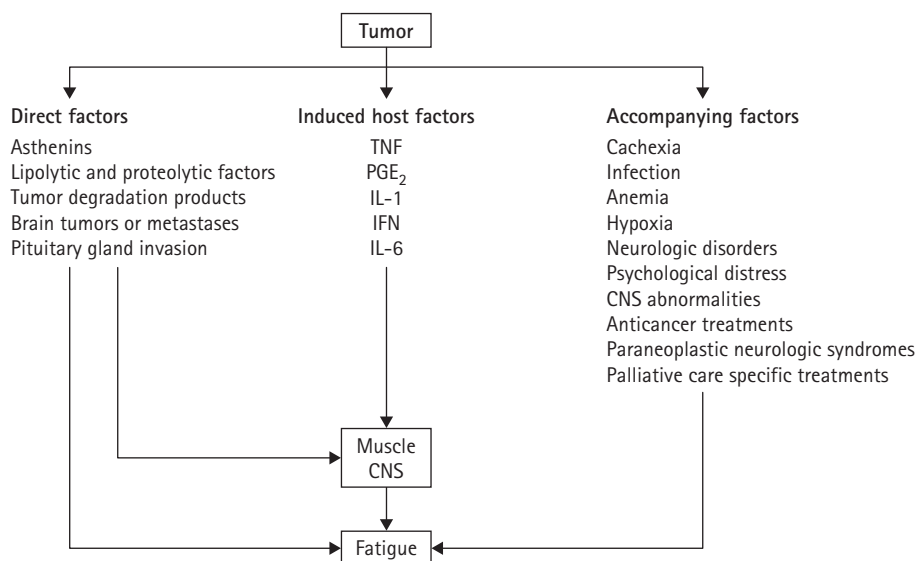 Tumor
Direct factors
Asthenins
Lipolytic and proteolytic factors
Tumor degradation products
Brain tumors or metastases
Pituitary gland invasion
Induced host factors
TNF
PGE2
IL-1
IFN
IL-6
Accompanying factors
Cachexia
Infection
Anemia
Hypoxia
Neurologic disorders
Psychological distress
CNS abnormalities
Anticancer treatments
Paraneoplastic neurologic syndromes
Palliative care specific treatments
Muscle
CNS
Fatigue